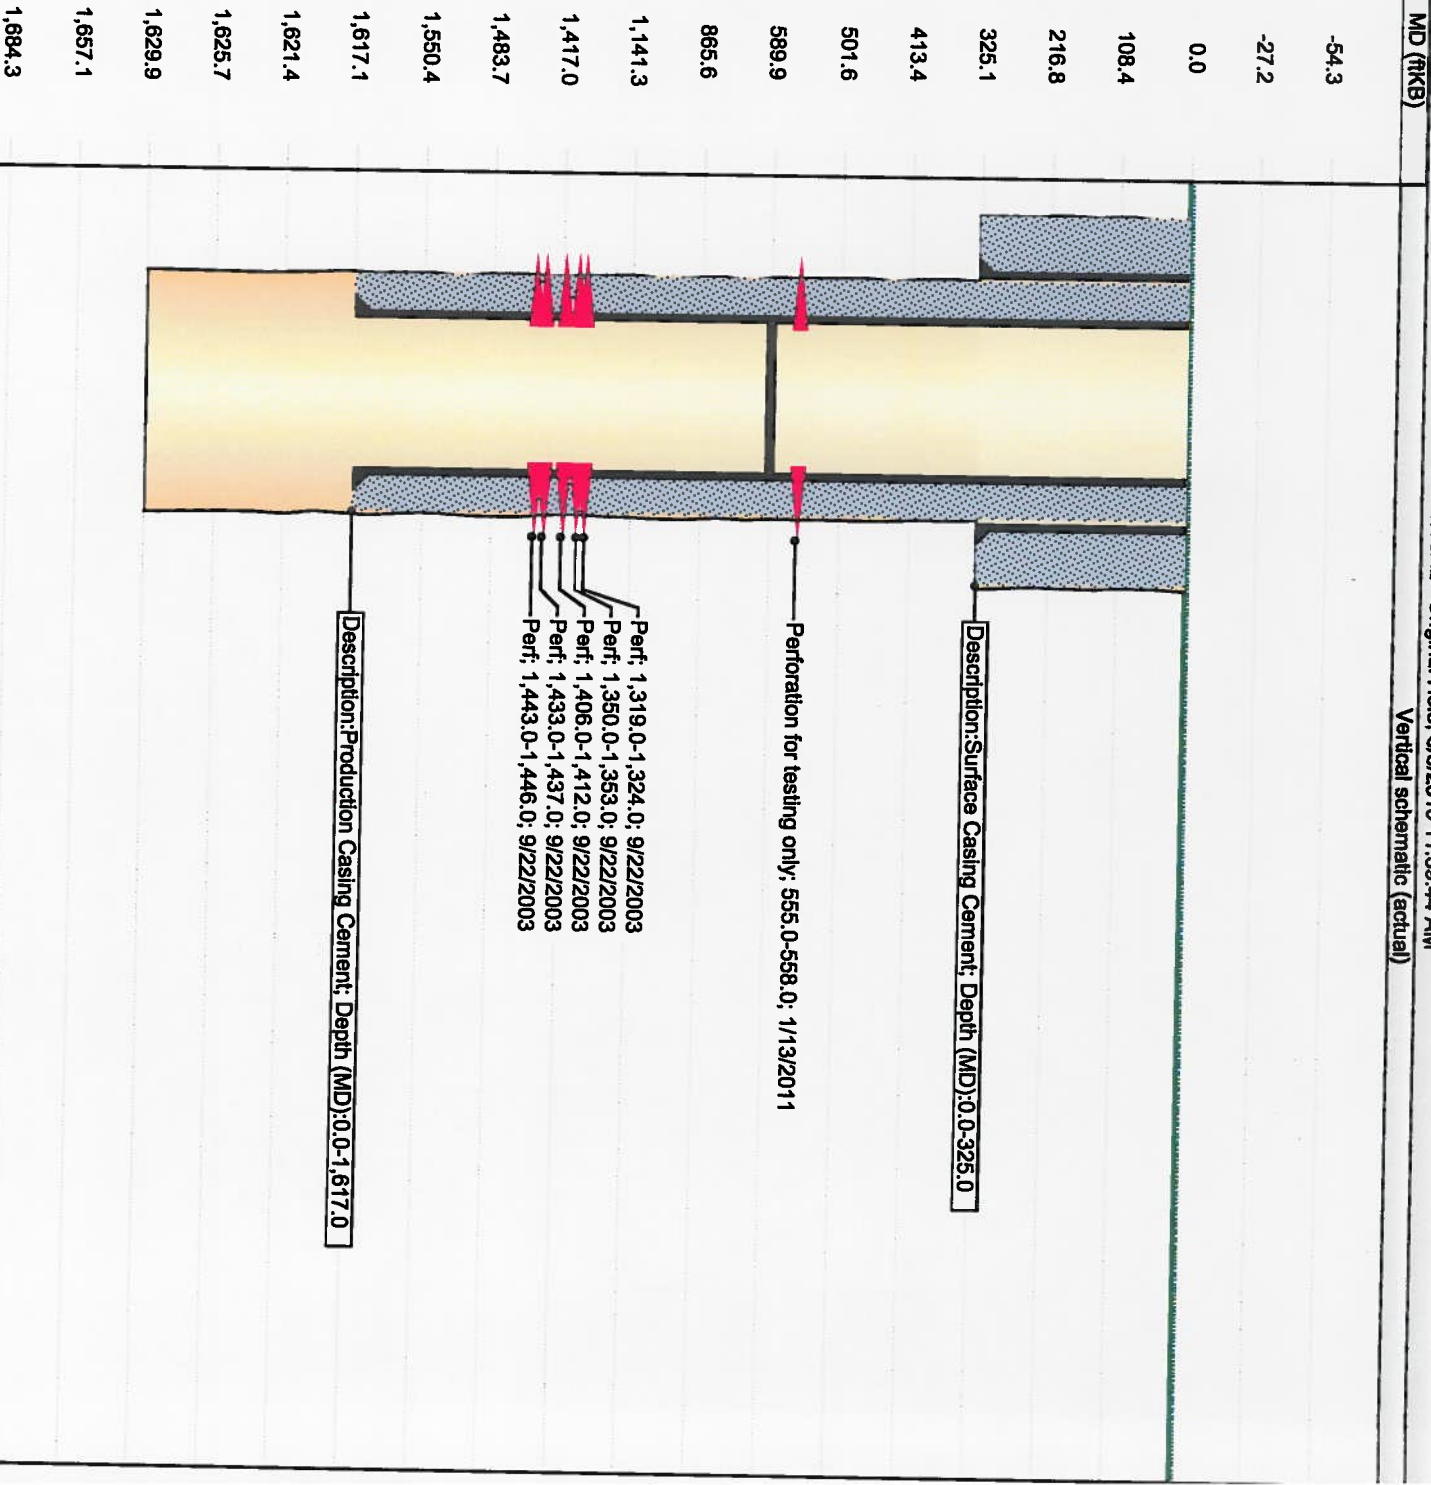 MD (ftKB)
Vertical schematic (actual)
-54.3
-27.2
0.0
108.4
216.8
325.1
413.4
501.6
589.9
865.6
1,141.3
1,417.0
1,483.7
1,550.4
1,617.1
1,621.4
1,625.7
1,629.9
1,657.1
1,684.3
Description:Surface Casing Cement; Depth (MD):0.0-325.0
Perforation for testing only; 555.0-558.0; 1/13/2011
Perf; 1,319.0-1,324.0; 9/22/2003
Perf; 1,350.0-1,353.0; 9/22/2003
Perf; 1,406.0-1,412.0; 9/22/2003
Perf; 1,433.0-1,437.0; 9/22/2003
Perf; 1,443.0-1,446.0; 9/22/2003
Description:Production Casing Cement; Depth (MD):0.0-1,617.0